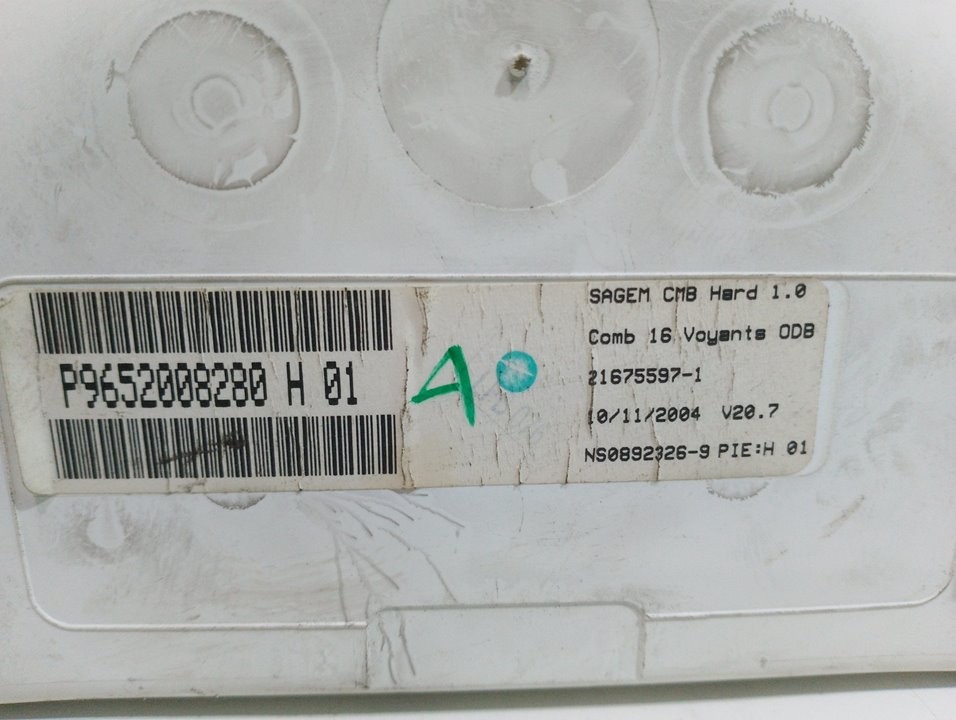 P9652008280 H 01
A
SAGEM CMB Hard 1.0
Comb 16 Voyants ODB
21675597-1
10/11/2004 V20.7
NS0892326-9 PIE:H 01